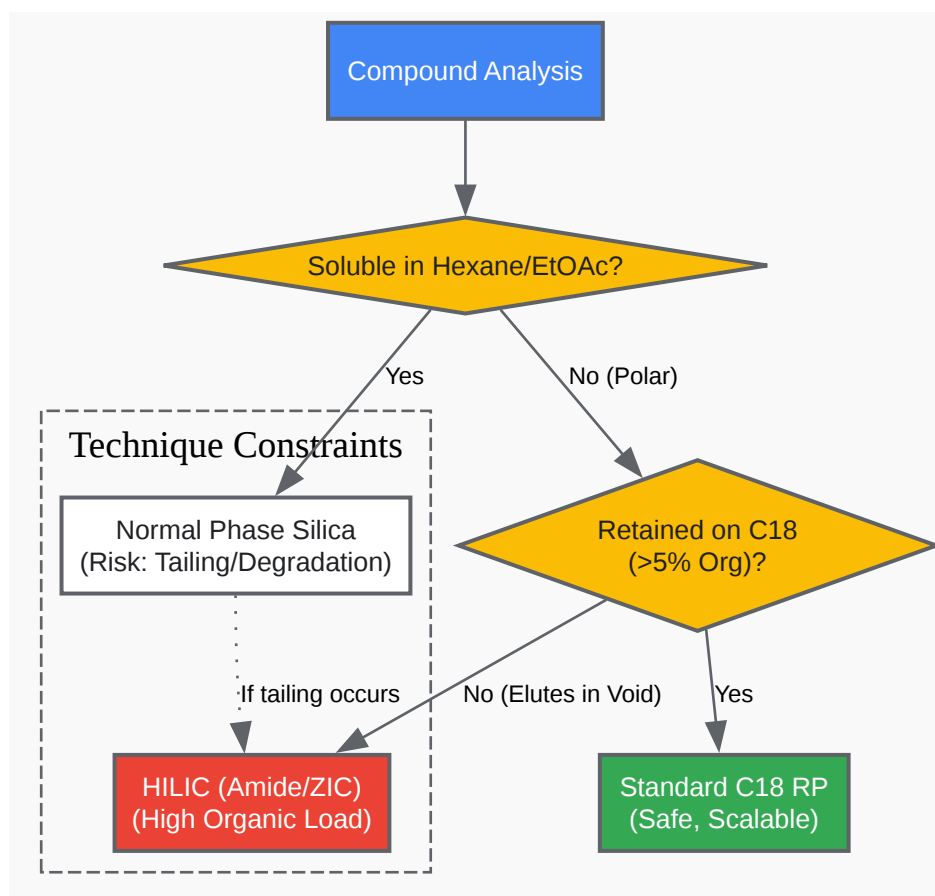 Compound Analysis
Soluble in Hexane/EtOAc?
Yes
No (Polar)
Technique Constraints
Normal Phase Silica
(Risk: Tailing/Degradation)
Retained on C18
(>5% Org)?
If tailing occurs
No (Elutes in Void)
Yes
HILIC (Amide/ZIC)
(High Organic Load)
Standard C18 RP
(Safe, Scalable)